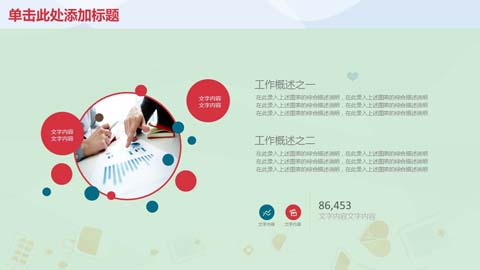 单击此处添加标题
文字内容
文字内容
文字内容
文字内容
工作概述之一
在此录入上述图表的综合描述说明，在此录入上述图表的综合描述说明，
在此录入上述图表的综合描述说明，在此录入上述图表的综合描述说明，
在此录入上述图表的综合描述说明，在此录入上述图表的综合描述说明
工作概述之二
在此录入上述图表的综合描述说明，在此录入上述图表的综合描述说明，
在此录入上述图表的综合描述说明，在此录入上述图表的综合描述说明，
在此录入上述图表的综合描述说明，在此录入上述图表的综合描述说明
86,453
文字内容文字内容
文字内容
文字内容